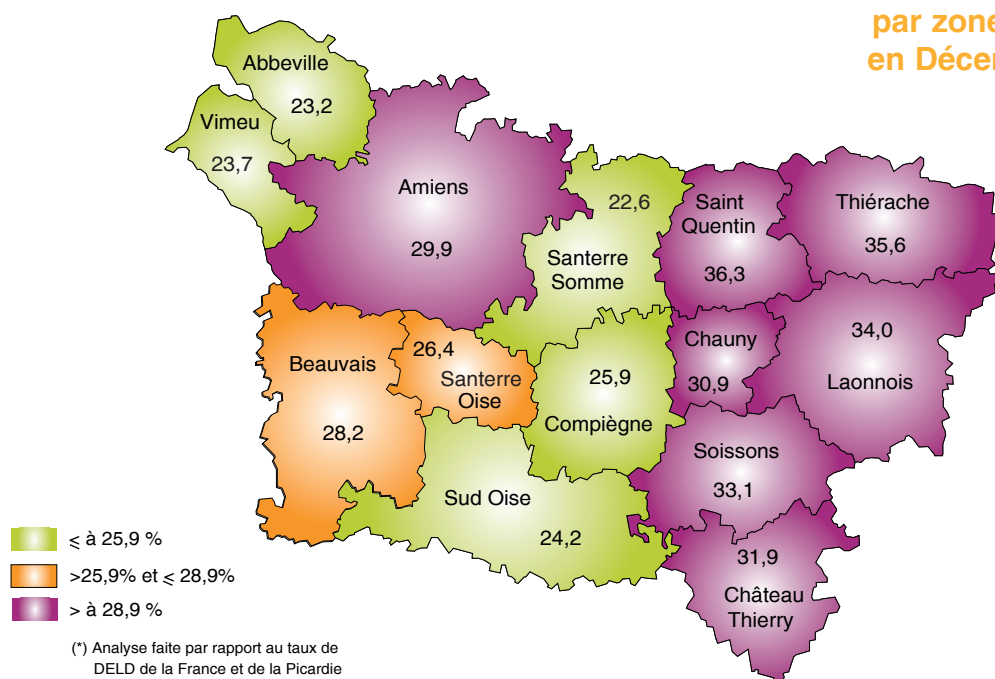 par zone
en Décem
Abbeville
23,2
Vimeu
23,7
Amiens
29,9
22,6
Santerre
Somme
Saint
Quentin
36,3
Thiérache
35,6
Beauvais
28,2
26,4
Santerre
Oise
25,9
Compiègne
Chauny
30,9
34,0
Laonnois
Soissons
33,1
Sud Oise
24,2
31,9
Château
Thierry
⩽ à 25,9 %
>25,9% et ⩽ 28,9%
> à 28,9 %
(*) Analyse faite par rapport au taux de
DELD de la France et de la Picardie